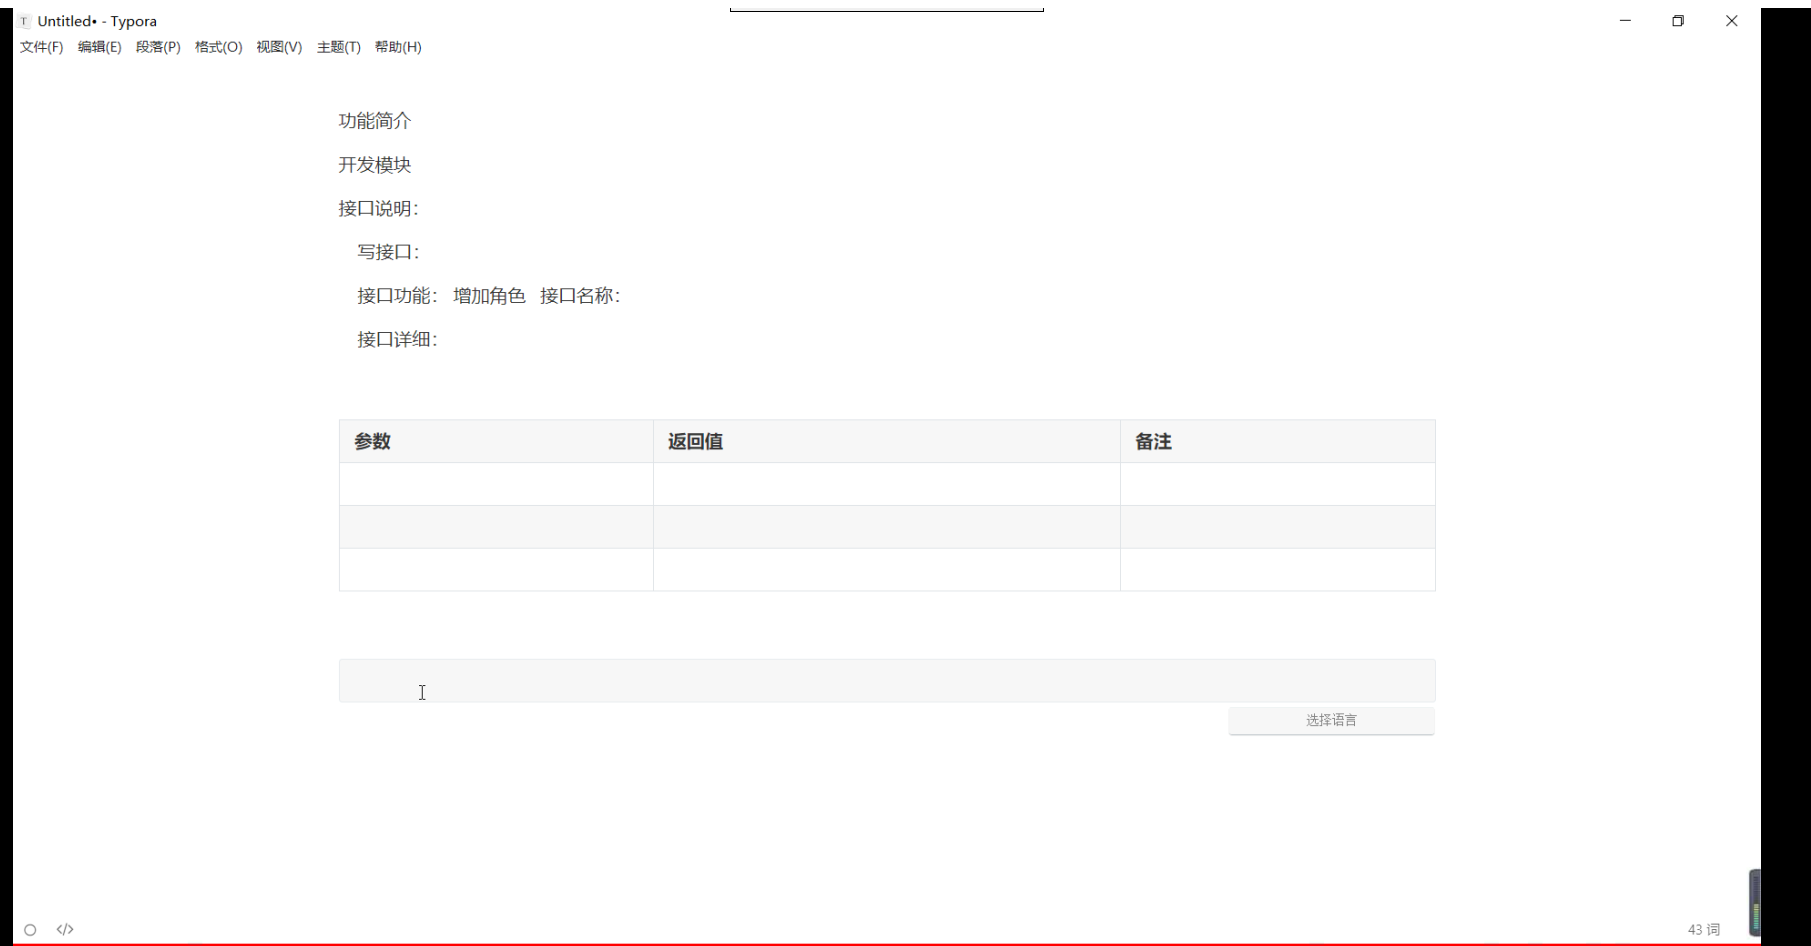 T Untitled• - Typora
文件(F) 编辑(E) 段落(P) 格式(O) 视图(V) 主题(T) 帮助(H)
功能简介
开发模块
接口说明：
写接口：
接口功能： 增加角色 接口名称：
接口详细：
参数 返回值 备注
选择语言
</> 43 词